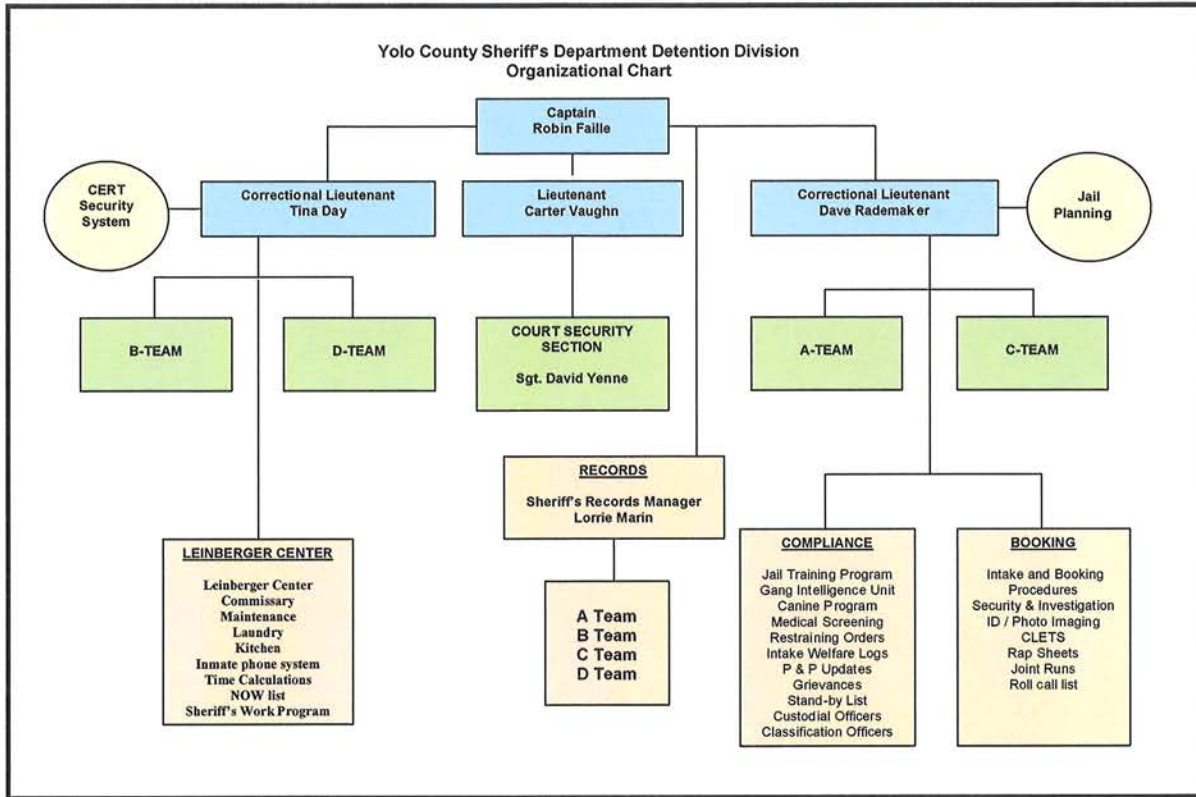 Yolo County Sheriff's Department Detention Division
Organizational Chart
Captain
Robin Faille
CERT
Security
System
Correctional Lieutenant
Tina Day
Lieutenant
Carter Vaughn
Correctional Lieutenant
Dave Rademaker
Jail
Planning
B-TEAM
D-TEAM
COURT SECURITY
SECTION
Sgt. David Yenne
A-TEAM
C-TEAM
RECORDS
Sheriff's Records Manager
Lorrie Marin
LEINBERGER CENTER
Leinberger Center
Commissary
Maintenance
Laundry
Kitchen
Inmate phone system
Time Calculations
NOW list
Sheriff's Work Program
A Team
B Team
C Team
D Team
COMPLIANCE
Jail Training Program
Gang Intelligence Unit
Canine Program
Medical Screening
Restraining Orders
Intake Welfare Logs
P & P Updates
Grievances
Stand-by List
Custodial Officers
Classification Officers
BOOKING
Intake and Booking
Procedures
Security & Investigation
ID / Photo Imaging
CLETS
Rap Sheets
Joint Runs
Roll call list